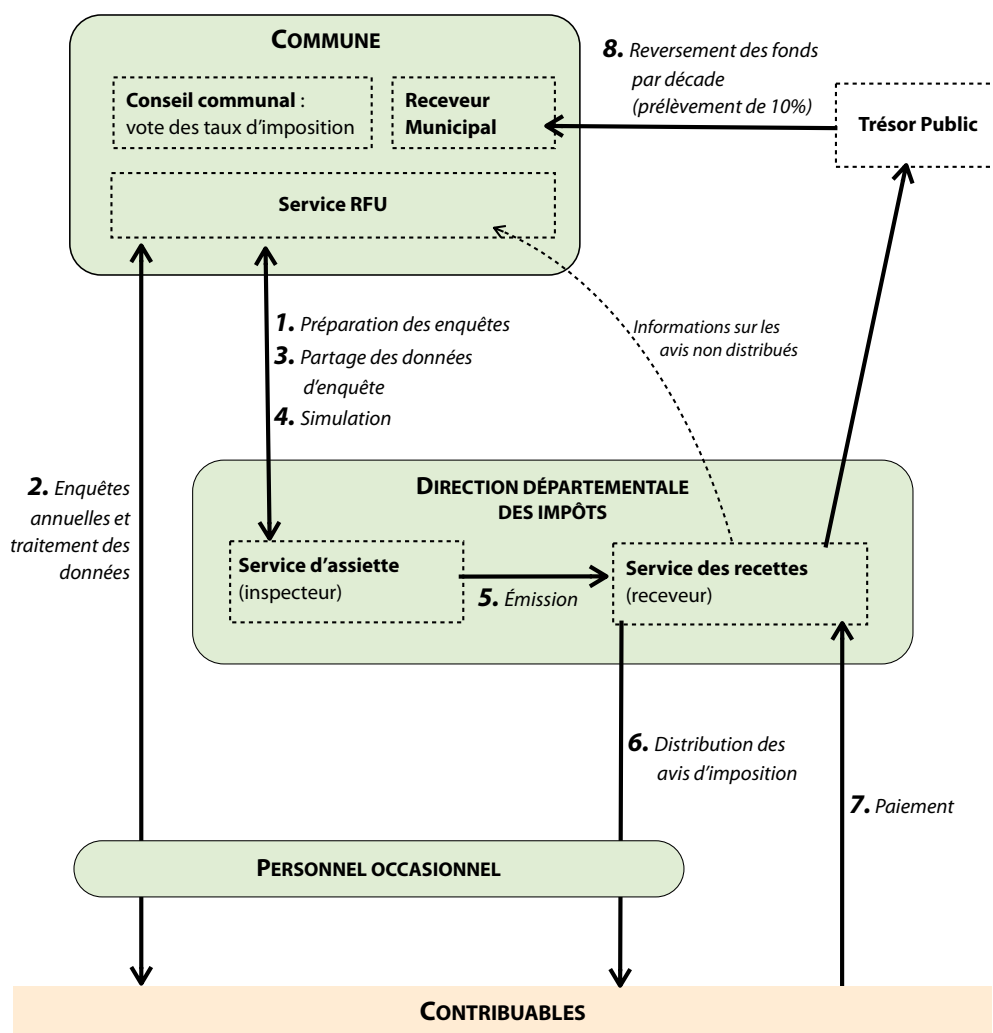 COMMUNE
Conseil communal :
vote des taux d'imposition
Receveur
Municipal
8. Reversement des fonds
par décade
(prélèvement de 10%)
Trésor Public
Service RFU
1. Préparation des enquêtes
3. Partage des données
d'enquête
4. Simulation
Informations sur les
avis non distribués
2. Enquêtes
annuelles et
traitement des
données
DIRECTION DÉPARTEMENTALE
DES IMPÔTS
Service d'assiette
(inspecteur)
5. Émission
Service des recettes
(receveur)
6. Distribution des
avis d'imposition
7. Paiement
PERSONNEL OCCASIONNEL
CONTRIBUABLES